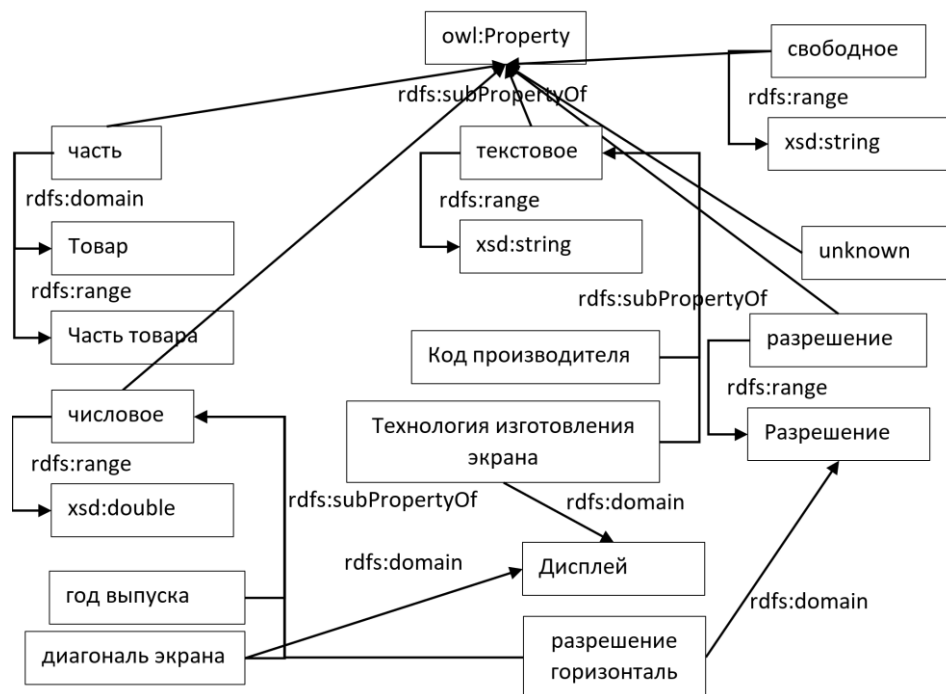 owl:Property
свободное
rdfs:subPropertyOf
rdfs:range
часть
текстовое
xsd:string
rdfs:domain
rdfs:range
Товар
xsd:string
unknown
rdfs:range
rdfs:subPropertyOf
Часть товара
разрешение
Код производителя
rdfs:range
числовое
Технология изготовления
экрана
Разрешение
rdfs:range
xsd:double
rdfs:subPropertyOf
rdfs:domain
rdfs:domain
Дисплей
год выпуска
rdfs:domain
диагональ экрана
разрешение
горизонталь